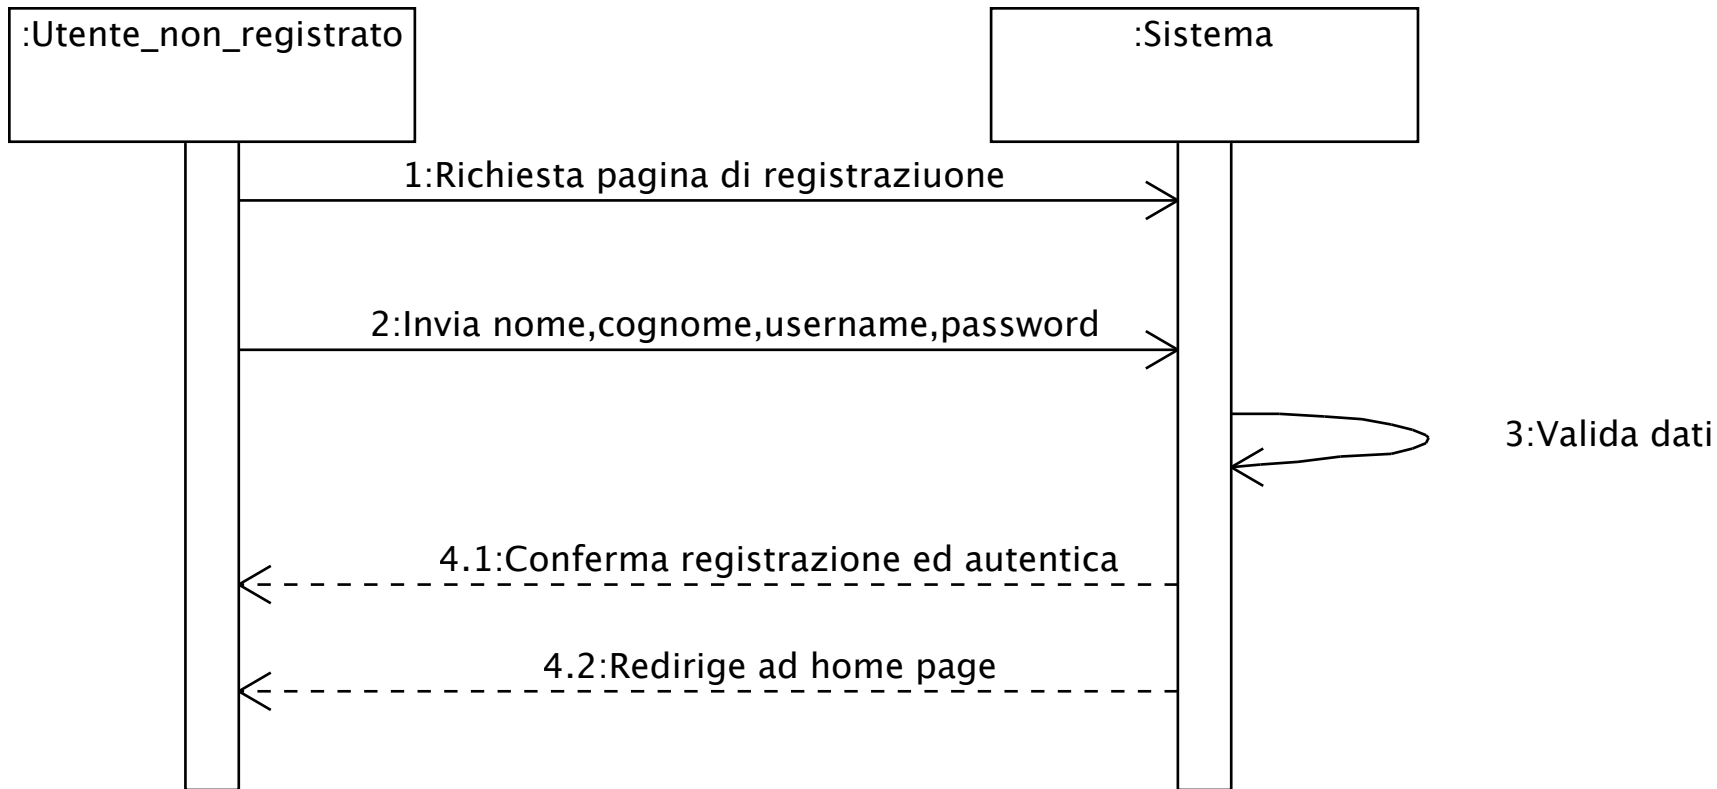 :Utente_non_registrato
:Sistema
1:Richiesta pagina di registraziuone
2:Invia nome,cognome,username,password
3:Valida dati
4.1:Conferma registrazione ed autentica
4.2:Redirige ad home page